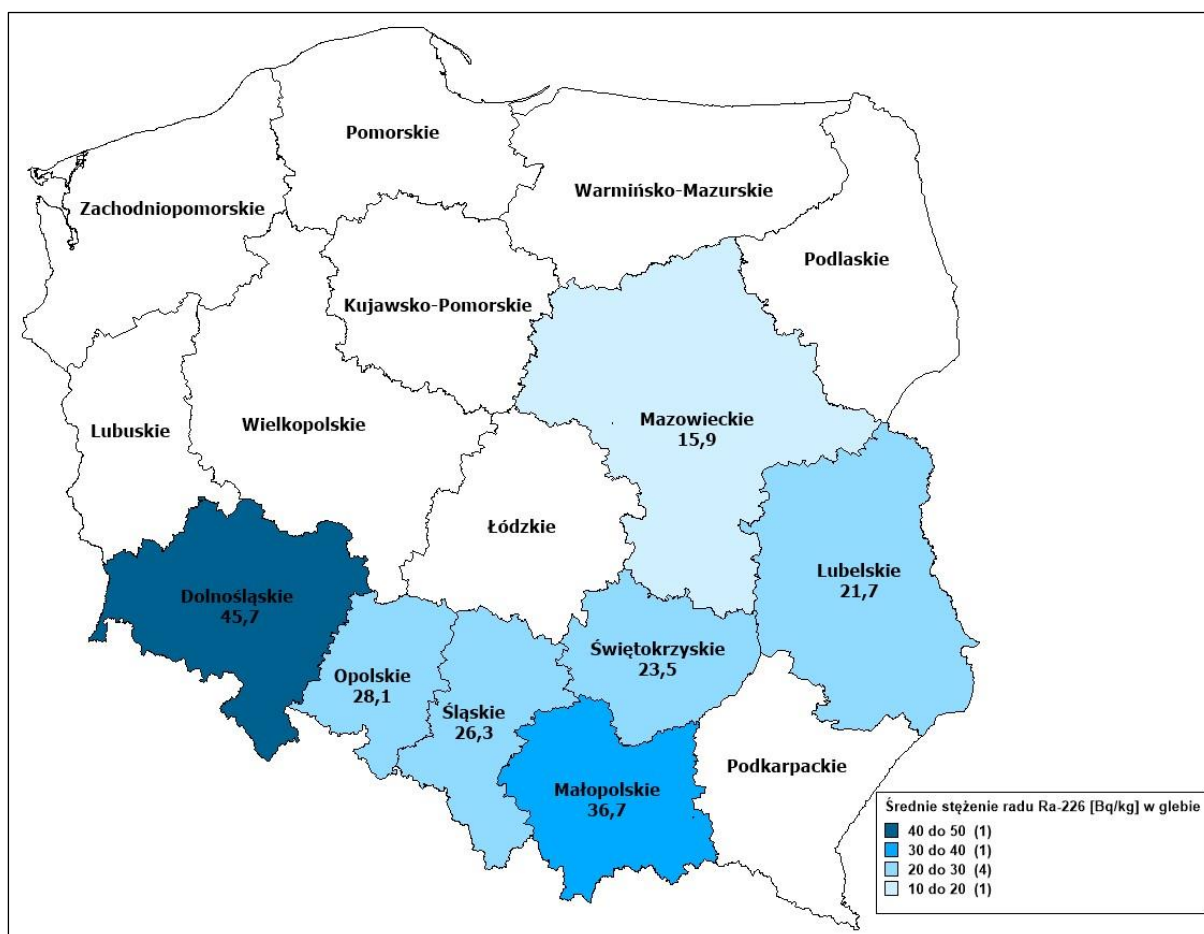 Pomorskie
Warmińsko-Mazurskie
Zachodniopomorskie
Podlaskie
Kujawsko-Pomorskie
Mazowieckie
15,9
Lubuskie
Wielkopolskie
Łódzkie
Lubelskie
21,7
Dolnośląskie
45,7
Świętokrzyskie
23,5
Opolskie
28,1
Śląskie
26,3
Małopolskie
36,7
Podkarpackie
Średnie stężenie radu Ra-226 [Bq/kg] w glebie
40 do 50 (1)
30 do 40 (1)
20 do 30 (4)
10 do 20 (1)